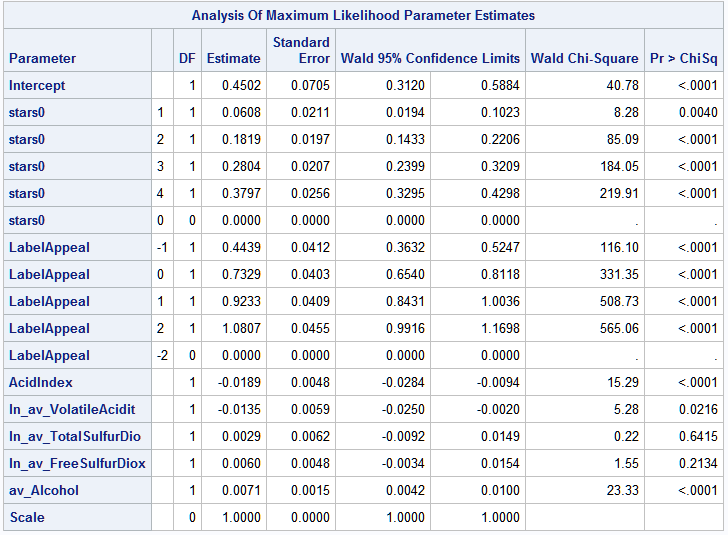 Analysis Of Maximum Likelihood Parameter Estimates
Parameter DF Estimate Standard Error Wald 95% Confidence Limits Wald Chi-Square Pr > ChiSq
Intercept 1 0.4502 0.0705 0.3120 0.5884 40.78 <.0001
stars0 1 1 0.0608 0.0211 0.0194 0.1023 8.28 0.0040
stars0 2 1 0.1819 0.0197 0.1433 0.2206 85.09 <.0001
stars0 3 1 0.2804 0.0207 0.2399 0.3209 184.05 <.0001
stars0 4 1 0.3797 0.0256 0.3295 0.4298 219.91 <.0001
stars0 0 0 0.0000 0.0000 0.0000 0.0000 . .
LabelAppeal -1 1 0.4439 0.0412 0.3632 0.5247 116.10 <.0001
LabelAppeal 0 1 0.7329 0.0403 0.6540 0.8118 331.35 <.0001
LabelAppeal 1 1 0.9233 0.0409 0.8431 1.0036 508.73 <.0001
LabelAppeal 2 1 1.0807 0.0455 0.9916 1.1698 565.06 <.0001
LabelAppeal -2 0 0.0000 0.0000 0.0000 0.0000 . .
AcidIndex 1 -0.0189 0.0048 -0.0284 -0.0094 15.29 <.0001
ln_av_VolatileAcidit 1 -0.0135 0.0059 -0.0250 -0.0020 5.28 0.0216
ln_av_TotalSulfurDio 1 0.0029 0.0062 -0.0092 0.0149 0.22 0.6415
ln_av_FreeSulfurDiox 1 0.0060 0.0048 -0.0034 0.0154 1.55 0.2134
av_Alcohol 1 0.0071 0.0015 0.0042 0.0100 23.33 <.0001
Scale 0 1.0000 0.0000 1.0000 1.0000